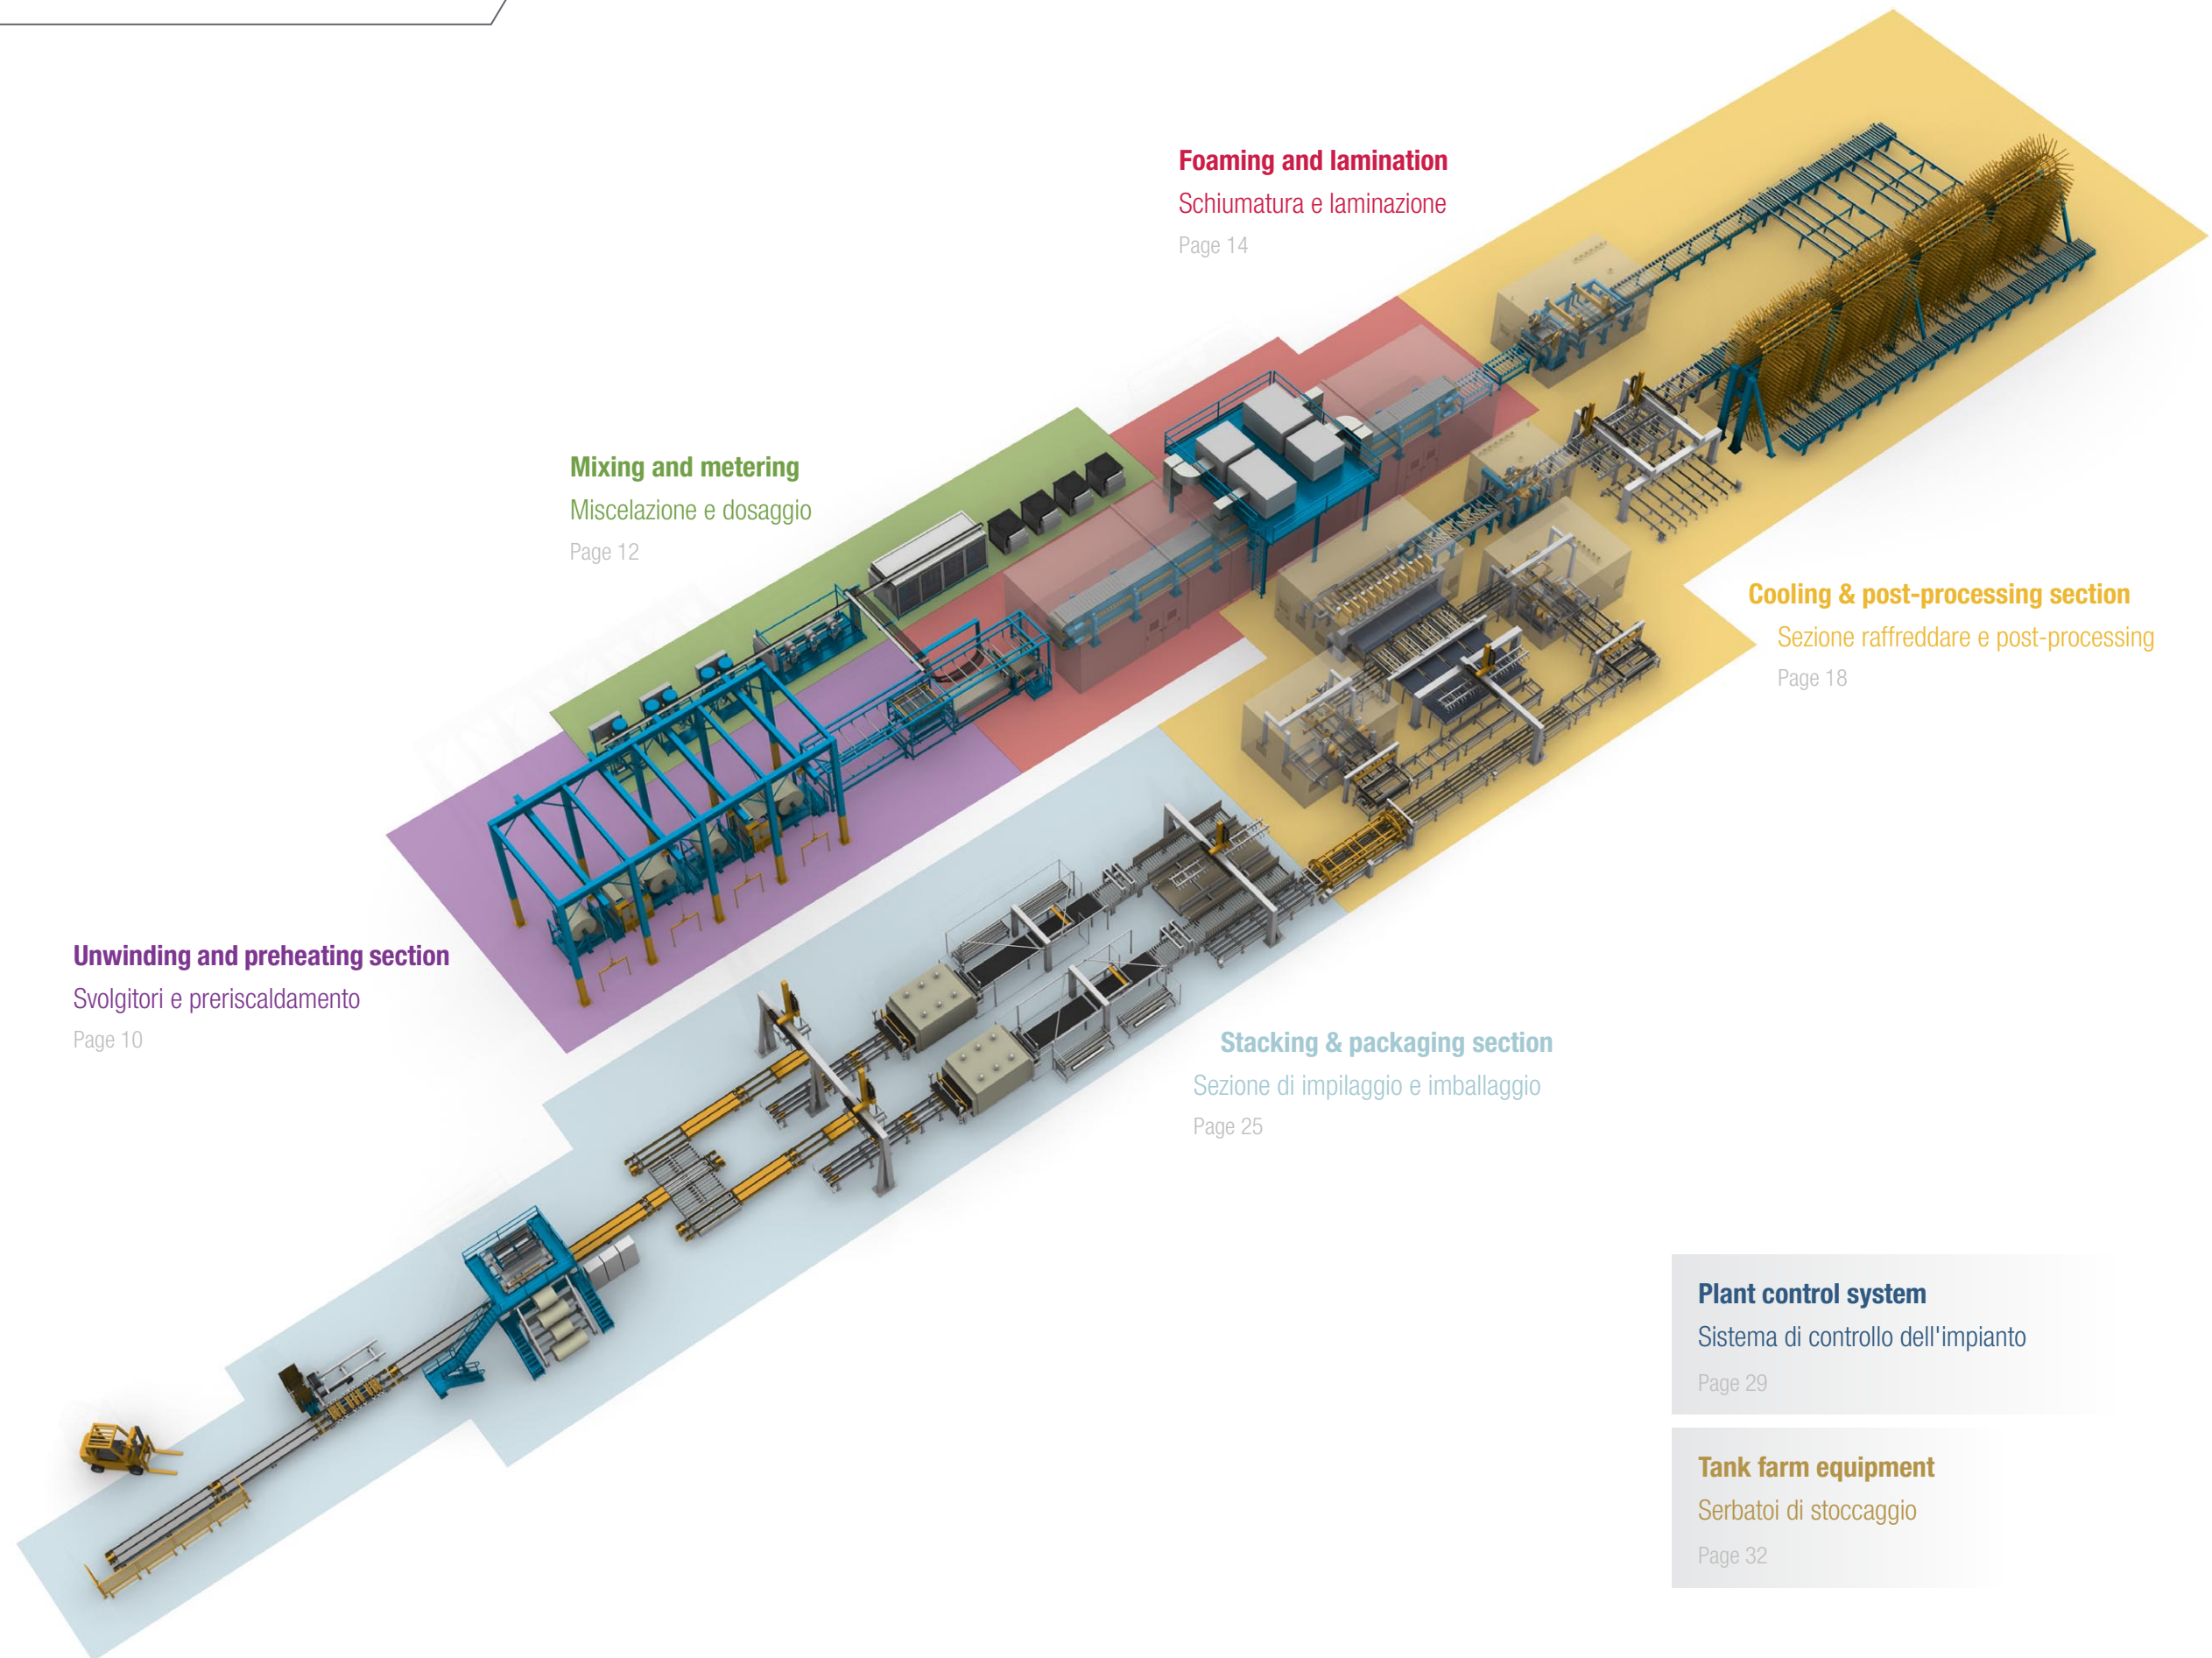 Foaming and lamination
Schiumatura e laminazione
Page 14
Mixing and metering
Miscelazione e dosaggio
Page 12
Cooling & post-processing section
Sezione raffreddare e post-processing
Page 18
Unwinding and preheating section
Svolgitori e preriscaldamento
Page 10
Stacking & packaging section
Sezione di impilaggio e imballaggio
Page 25
Plant control system
Sistema di controllo dell'impianto
Page 29
Tank farm equipment
Serbatoi di stoccaggio
Page 32